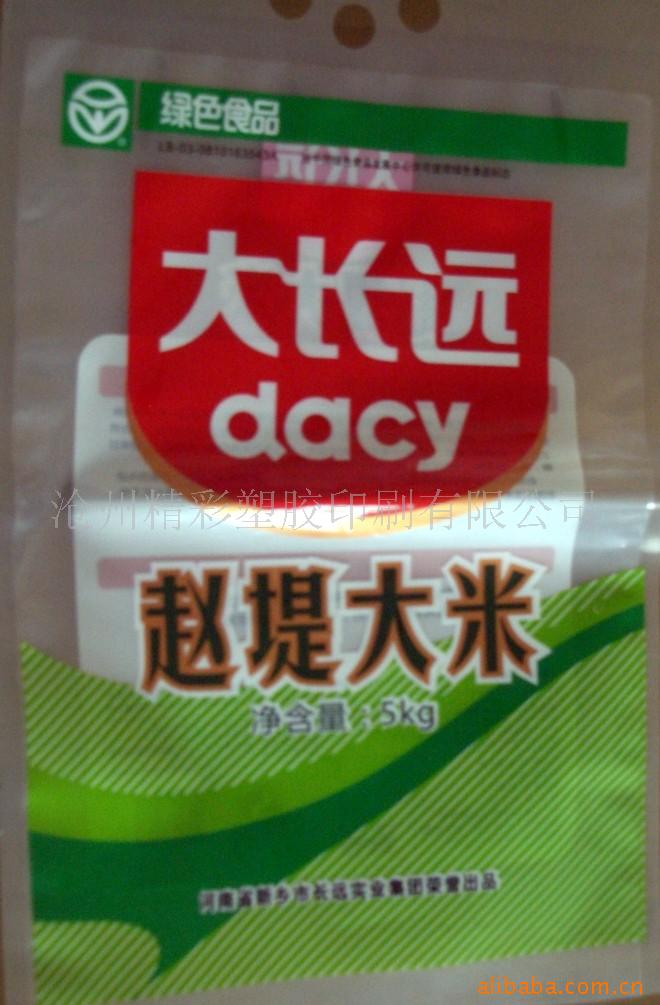 绿色食品
大长远
dacy
沧州精彩塑胶印刷有限公司
赵堤大米
净含量：5kg
河南省新乡市长远实业集团荣誉出品
alibaba.com.cn